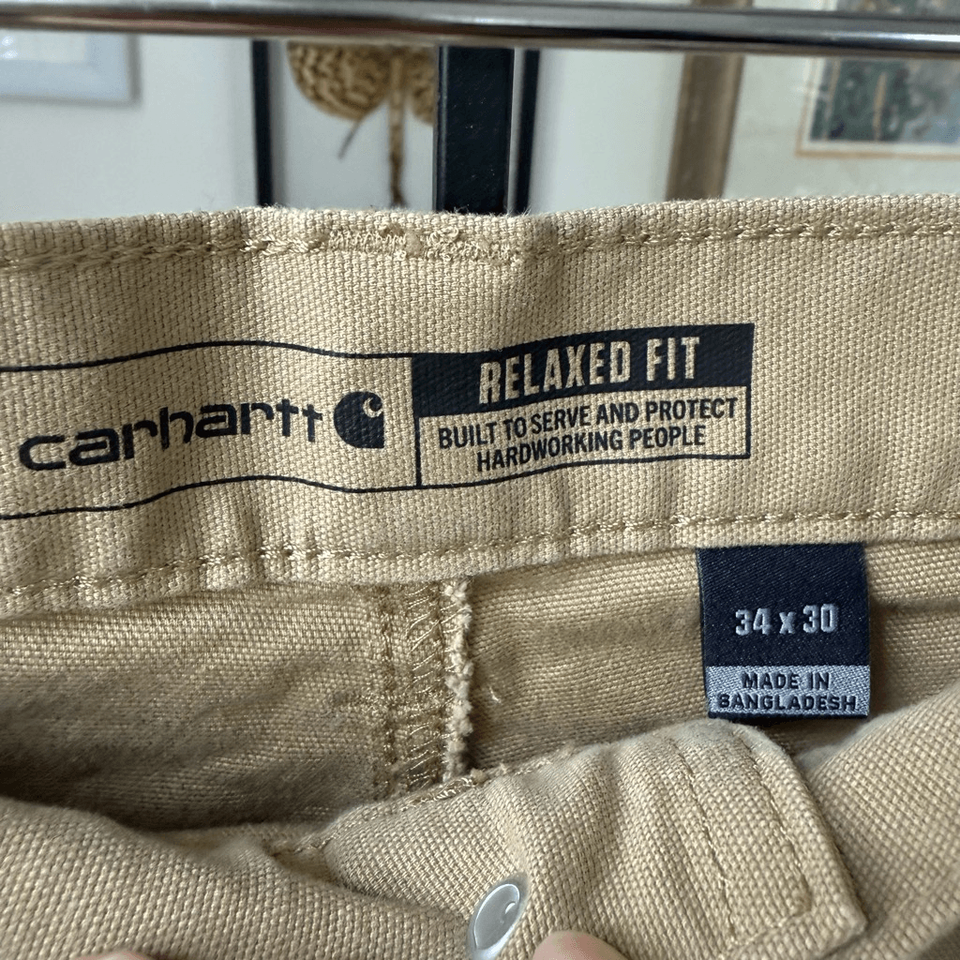 carhartt
RELAXED FIT
BUILT TO SERVE AND PROTECT
HARDWORKING PEOPLE
34 x 30
MADE IN
BANGLADESH